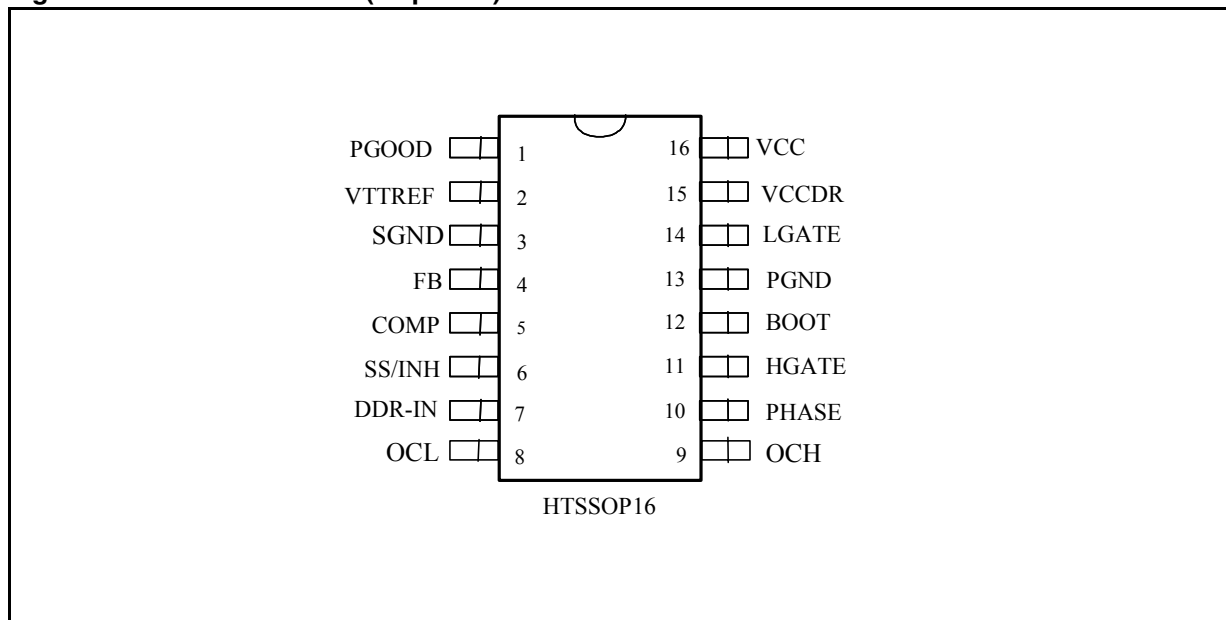 PGOOD 1 16 VCC
VTTREF 2 15 VCCDR
SGND 3 14 LGATE
FB 4 13 PGND
COMP 5 12 BOOT
SS/INH 6 11 HGATE
DDR-IN 7 10 PHASE
OCL 8 9 OCH
HTSSOP16